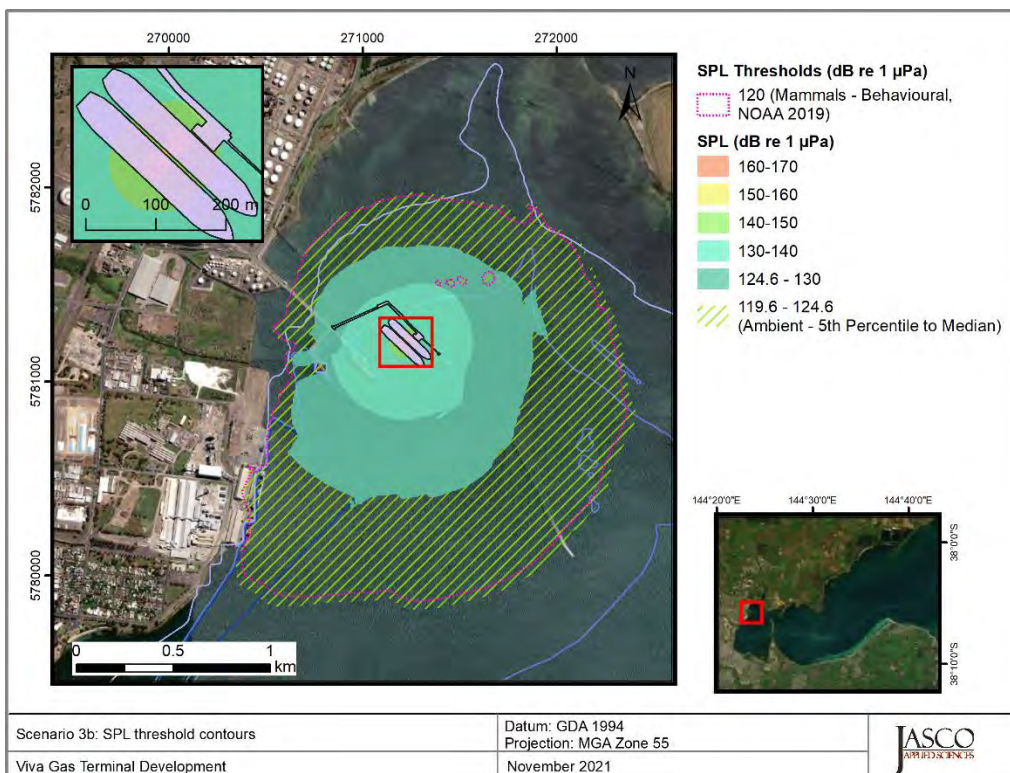 270000 271000 272000
5782000
5781000
5780000
N
0 100 200 m
0 0.5 1
km
SPL Thresholds (dB re 1 µPa)
120 (Mammals - Behavioural,
NOAA 2019)
SPL (dB re 1 µPa)
160-170
150-160
140-150
130-140
124.6 - 130
119.6 - 124.6
(Ambient - 5th Percentile to Median)
144°20'0"E 144°30'0"E 144°40'0"E
38°0'0"S
38°10'0"S
Scenario 3b: SPL threshold contours
Datum: GDA 1994
Projection: MGA Zone 55
Viva Gas Terminal Development
November 2021
JASCO
APPLIED SCIENCES